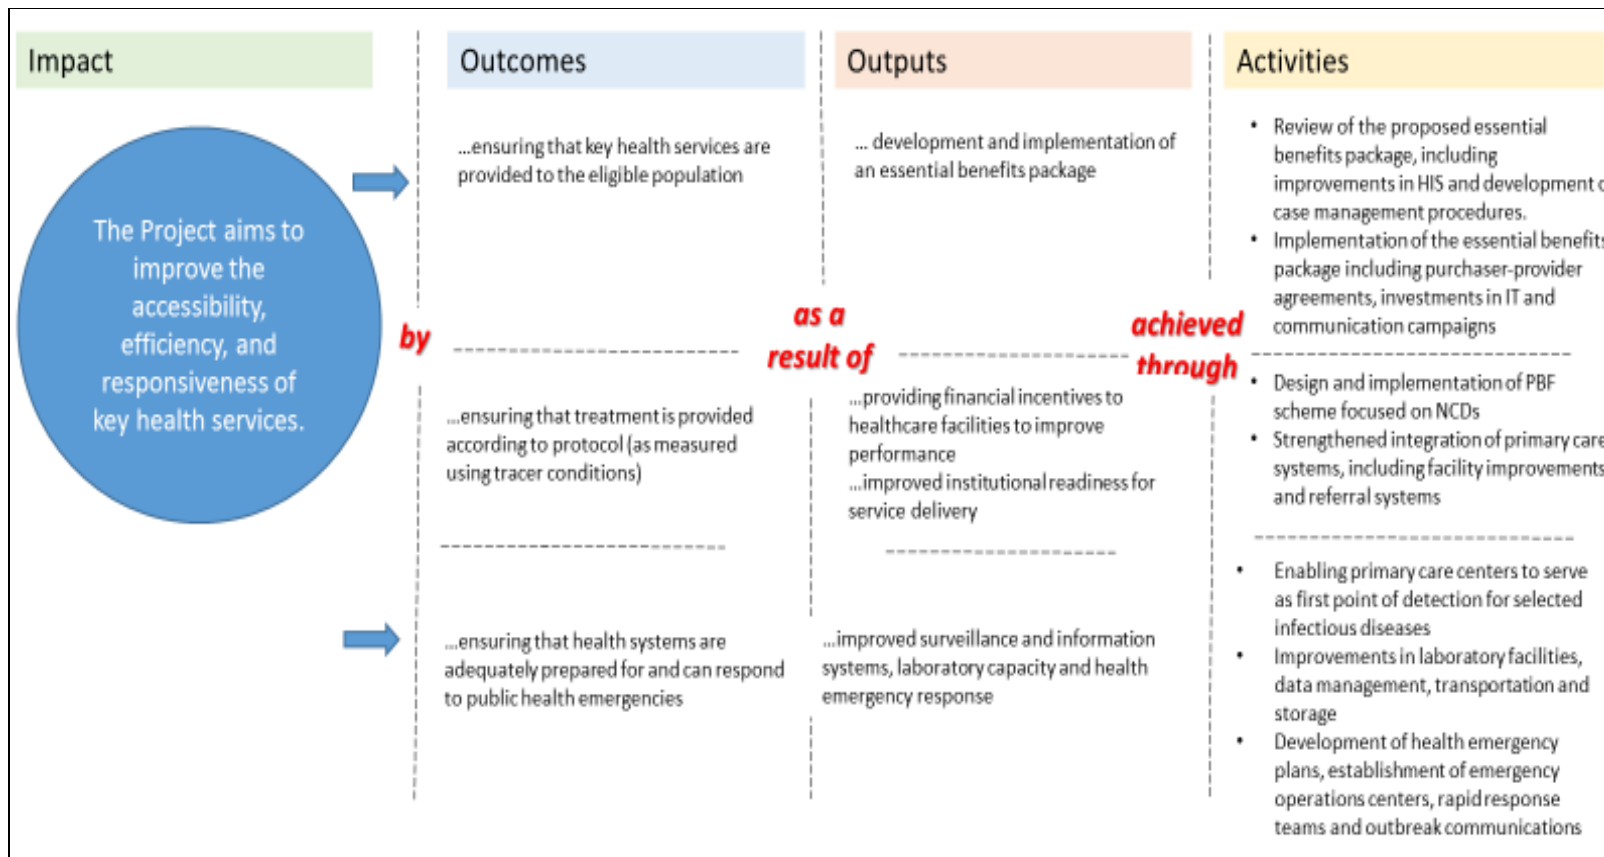 Impact
Outcomes
Outputs
Activities
The Project aims to
improve the
accessibility,
efficiency, and
responsiveness of
key health services.
by
...ensuring that key health services are
provided to the eligible population
...ensuring that treatment is provided
according to protocol (as measured
using tracer conditions)
...ensuring that health systems are
adequately prepared for and can respond
to public health emergencies
as a
result of
... development and implementation of
an essential benefits package
...providing financial incentives to
healthcare facilities to improve
performance
...improved institutional readiness for
service delivery
...improved surveillance and information
systems, laboratory capacity and health
emergency response
achieved
through
• Review of the proposed essential
benefits package, including
improvements in HIS and development o
case management procedures.
• Implementation of the essential benefits
package including purchaser-provider
agreements, investments in IT and
communication campaigns
• Design and implementation of PBF
scheme focused on NCDs
• Strengthened integration of primary care
systems, including facility improvements
and referral systems
• Enabling primary care centers to serve
as first point of detection for selected
infectious diseases
• Improvements in laboratory facilities,
data management, transportation and
storage
• Development of health emergency
plans, establishment of emergency
operations centers, rapid response
teams and outbreak communications